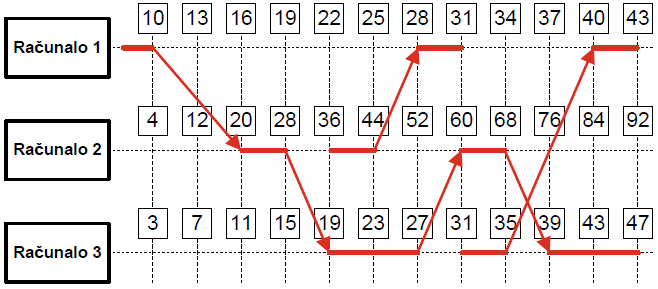 10 13 16 19 22 25 28 31 34 37 40 43
Računalo 1
4 12 20 28 36 44 52 60 68 76 84 92
Računalo 2
3 7 11 15 19 23 27 31 35 39 43 47
Računalo 3